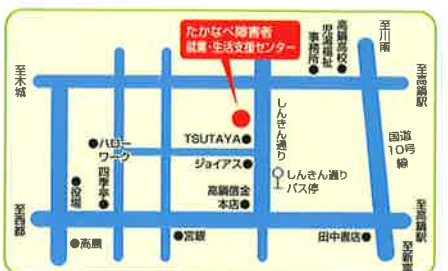 たかなべ障害者
就業・生活支援センター
至川南
高鍋高校●
児湯福祉
事務所●
至木城
至高鍋駅
しんきん通り
国道
10号
線
TSUTAYA●
●ハロー
ワーク
ジョイアス●
四季亭●
●役場
しんきん通り
バス停
高鍋信金
本店●
至西都
至高鍋駅
●高農
●宮銀
田中書店●
至新富